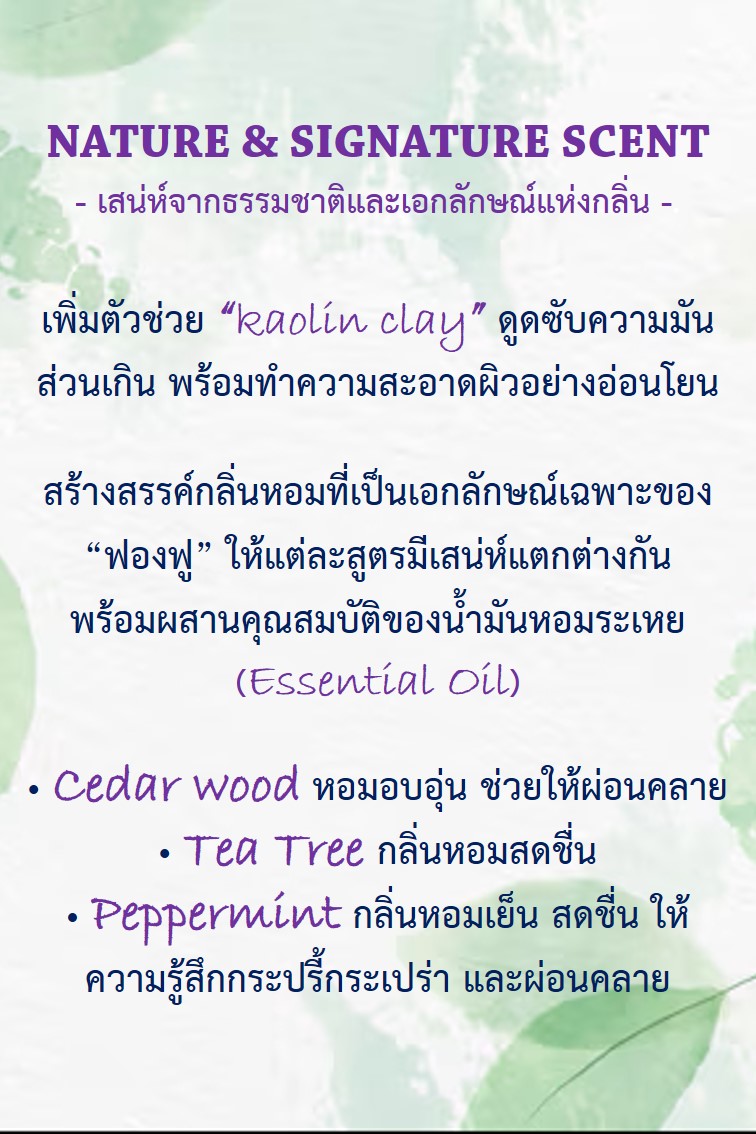 NATURE & SIGNATURE SCENT
- เสน่ห์จากธรรมชาติและเอกลักษณ์แห่งกลิ่น -
เพิ่มตัวช่วย “kaolin clay” ดูดซับความมัน
ส่วนเกิน พร้อมทำความสะอาดผิวอย่างอ่อนโยน
สร้างสรรค์กลิ่นหอมที่เป็นเอกลักษณ์เฉพาะของ
“ฟองฟู” ให้แต่ละสูตรมีเสน่ห์แตกต่างกัน
พร้อมผสานคุณสมบัติของน้ำมันหอมระเหย
(Essential Oil)
• Cedar wood หอมอบอุ่น ช่วยให้ผ่อนคลาย
• Tea Tree กลิ่นหอมสดชื่น
• Peppermint กลิ่นหอมเย็น สดชื่น ให้
ความรู้สึกกระปรี้กระเปร่า และผ่อนคลาย